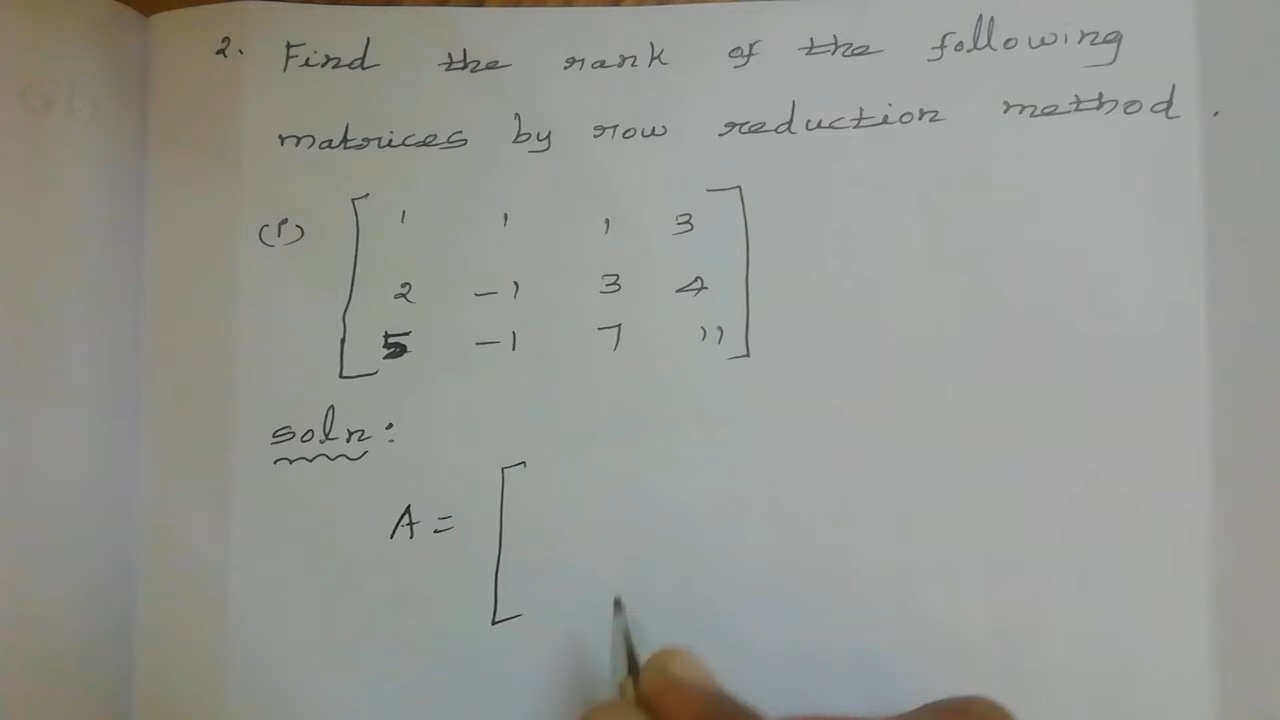 2. Find the rank of the following
matrices by row reduction method.
(i) [ 1 1 1 3
2 -1 3 4
5 -1 7 11 ]
soln:
A = [